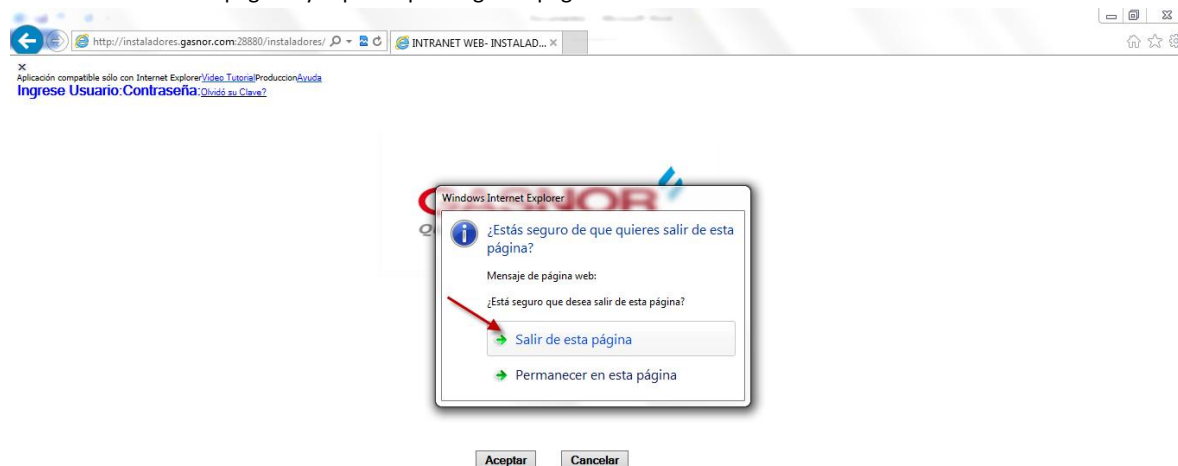 http://instaladores.gasnor.com:28880/instaladores/
INTRANET WEB- INSTALAD...
Aplicación compatible sólo con Internet ExplorerVideo TutorialProduccionAyuda
Ingrese Usuario:Contraseña:Olvidó su Clave?
GASNOR
Windows Internet Explorer
¿Estás seguro de que quieres salir de esta
página?
Mensaje de página web:
¿Está seguro que desea salir de esta página?
Salir de esta página
Permanecer en esta página
Aceptar
Cancelar